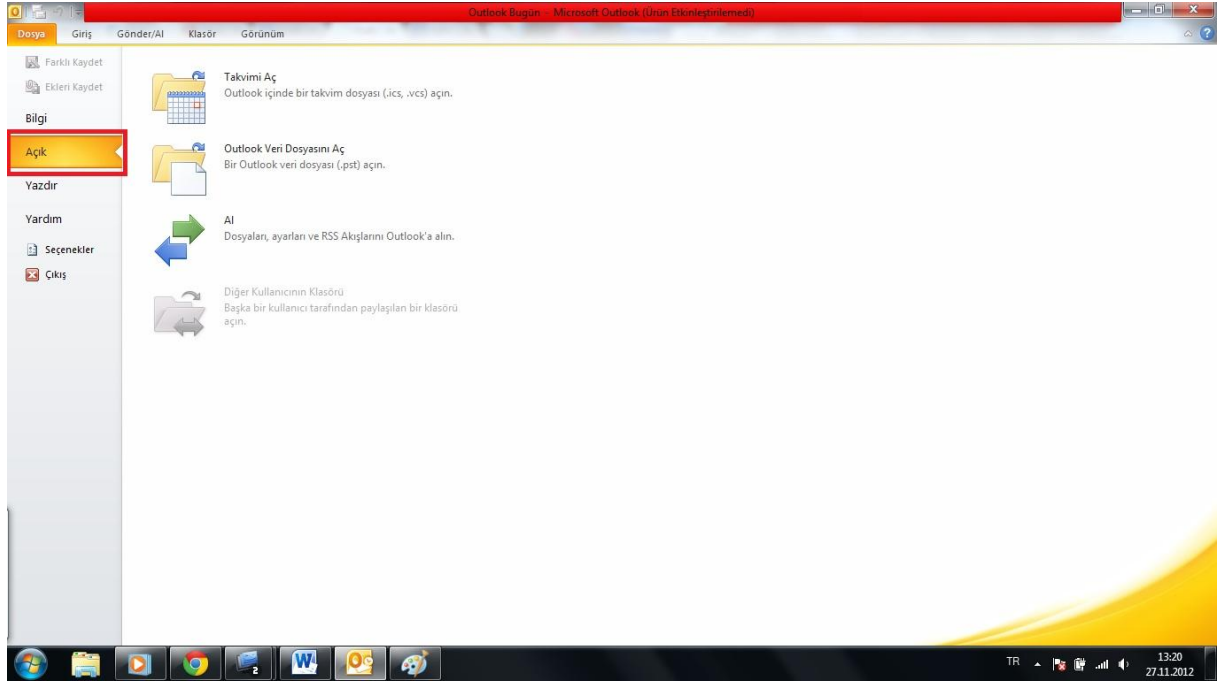 Outlook Bugün - Microsoft Outlook (Ürün Etkinleştirilemedi)
Dosya Giriş Gönder/Al Klasör Görünüm
Farklı Kaydet
Ekleri Kaydet
Bilgi
Açık
Yazdır
Yardım
Seçenekler
Çıkış
Takvimi Aç
Outlook içinde bir takvim dosyası (.ics, .vcs) açın.
Outlook Veri Dosyasını Aç
Bir Outlook veri dosyası (.pst) açın.
Al
Dosyaları, ayarları ve RSS Akışlarını Outlook'a alın.
Diğer Kullanıcının Klasörü
Başka bir kullanıcı tarafından paylaşılan bir klasörü
açın.
2
TR
13:20
27.11.2012